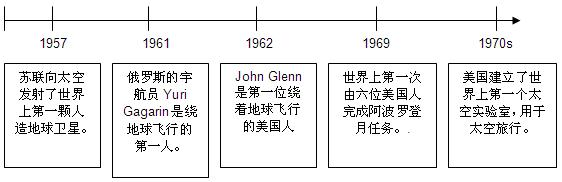 1957
1961
1962
1969
1970s
苏联向太空
发射了世界
上第一颗人
造地球卫星。
俄罗斯的宇
航员 Yuri
Gagarin是绕
地球飞行的
第一人。
John Glenn
是第一位绕
着地球飞行
的美国人
世界上第一次
由六位美国人
完成阿波罗登
月任务。.
美国建立了世
界上第一个太
空实验室，用于
太空旅行。